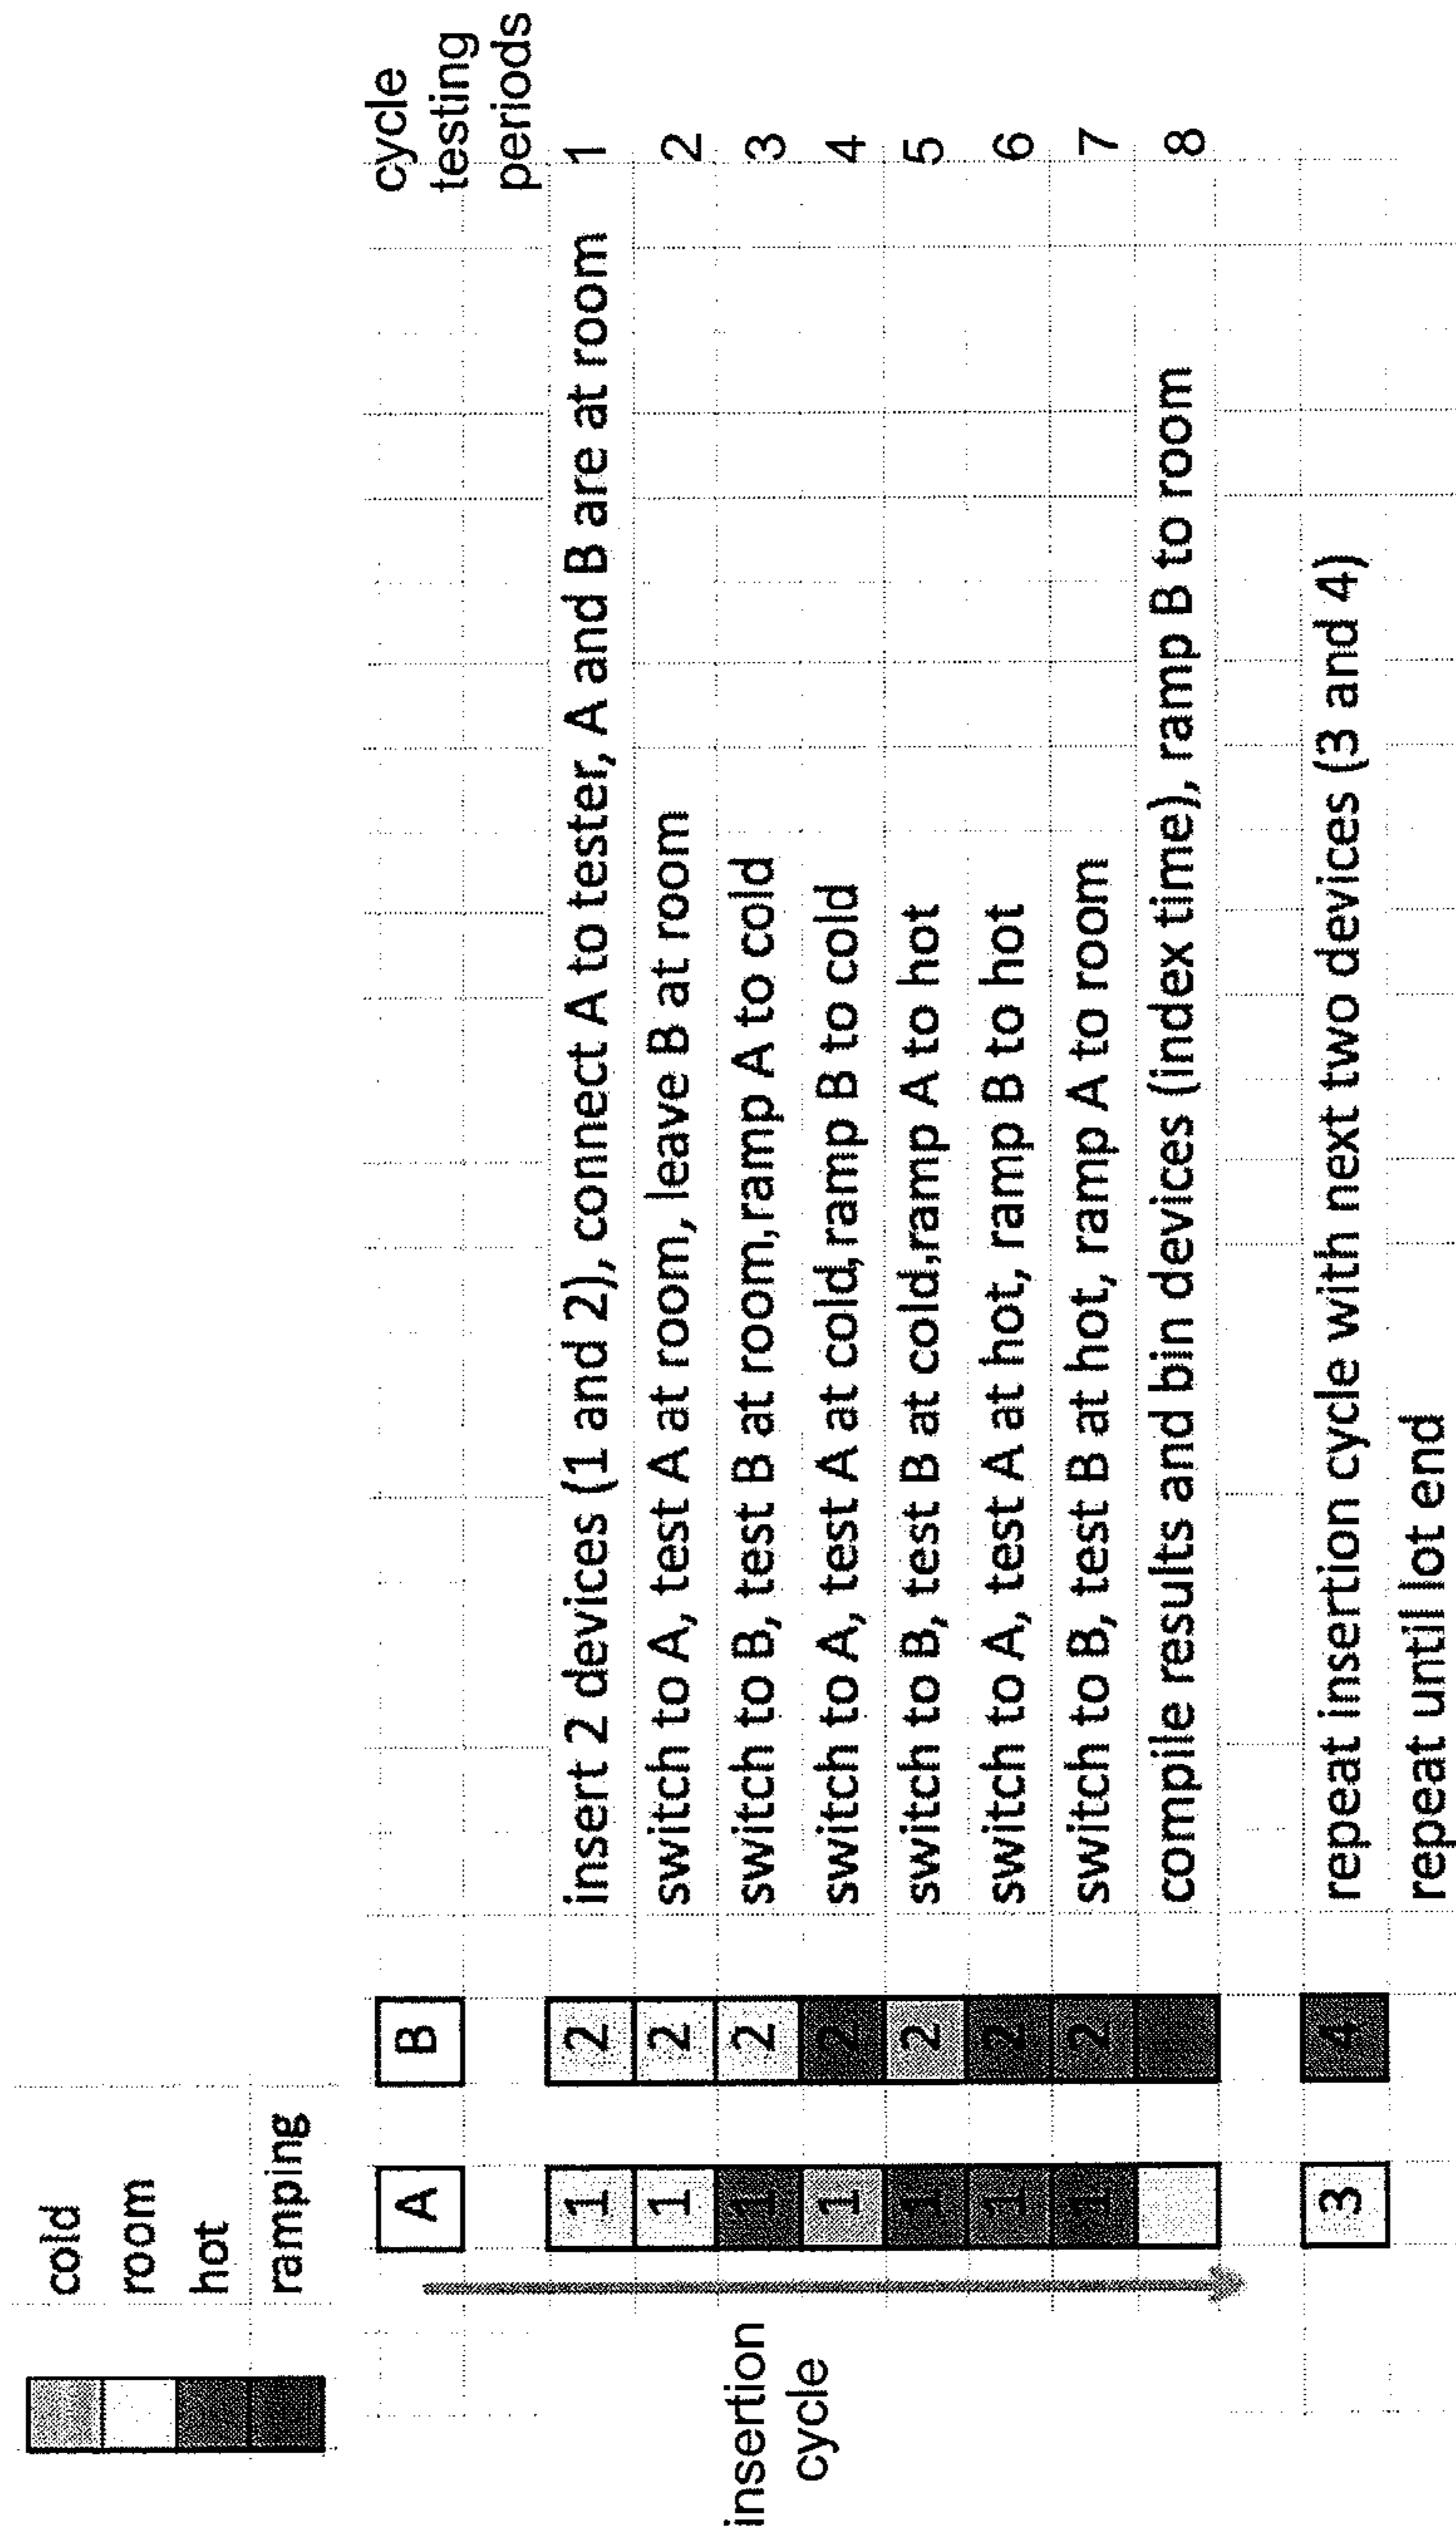 cold
room
hot
ramping
A B
cycle
testing
periods
insertion
cycle
1 2 insert 2 devices (1 and 2), connect A to tester, A and B are at room 1
1 2 switch to A, test A at room, leave B at room 2
1 2 switch to B, test B at room,ramp A to cold 3
1 2 switch to A, test A at cold,ramp B to cold 4
1 2 switch to B, test B at cold,ramp A to hot 5
1 2 switch to A, test A at hot, ramp B to hot 6
1 2 switch to B, test B at hot, ramp A to room 7
compile results and bin devices (index time), ramp B to room 8
3 4 repeat insertion cycle with next two devices (3 and 4)
repeat until lot end